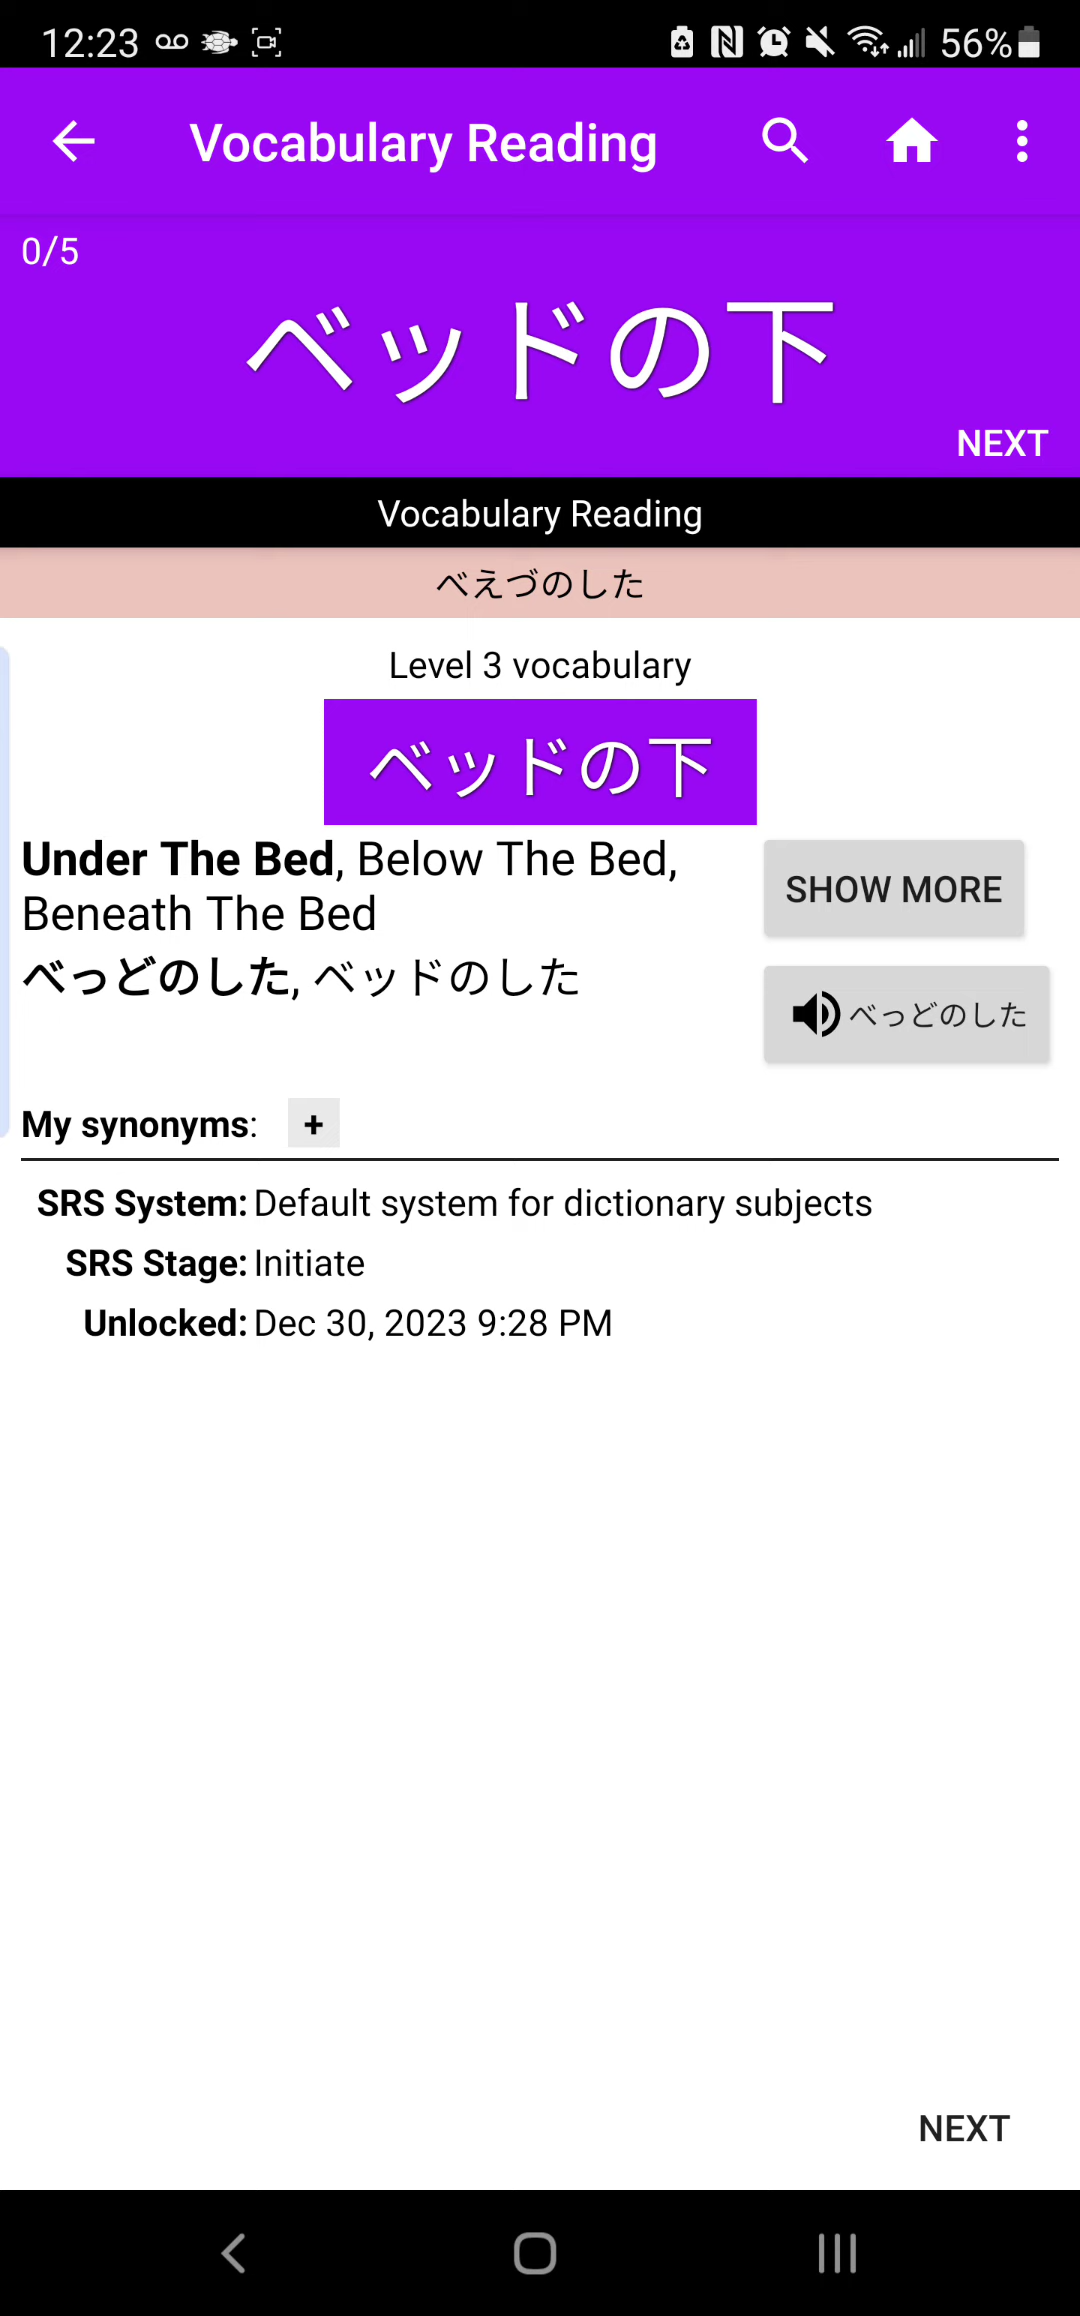 12:23
56%
Vocabulary Reading
0/5
ベッドの下
NEXT
Vocabulary Reading
べえづのした
Level 3 vocabulary
ベッドの下
Under The Bed, Below The Bed,
Beneath The Bed
SHOW MORE
べっどのした, ベッドのした
べっどのした
My synonyms: +
SRS System: Default system for dictionary subjects
SRS Stage: Initiate
Unlocked: Dec 30, 2023 9:28 PM
NEXT